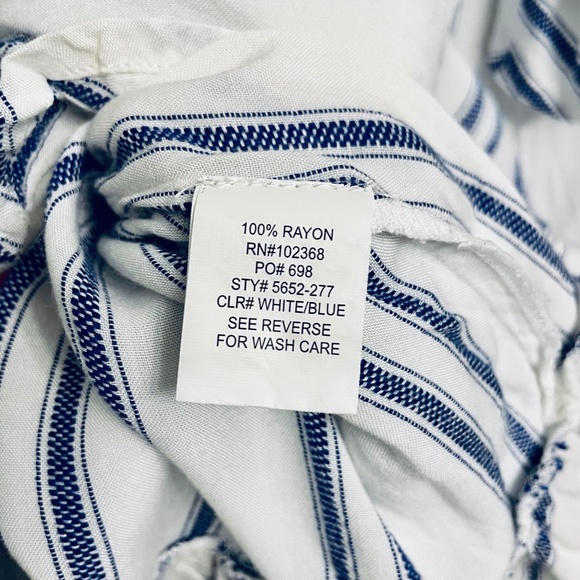 100% RAYON
RN#102368
PO# 698
STY# 5652-277
CLR# WHITE/BLUE
SEE REVERSE
FOR WASH CARE